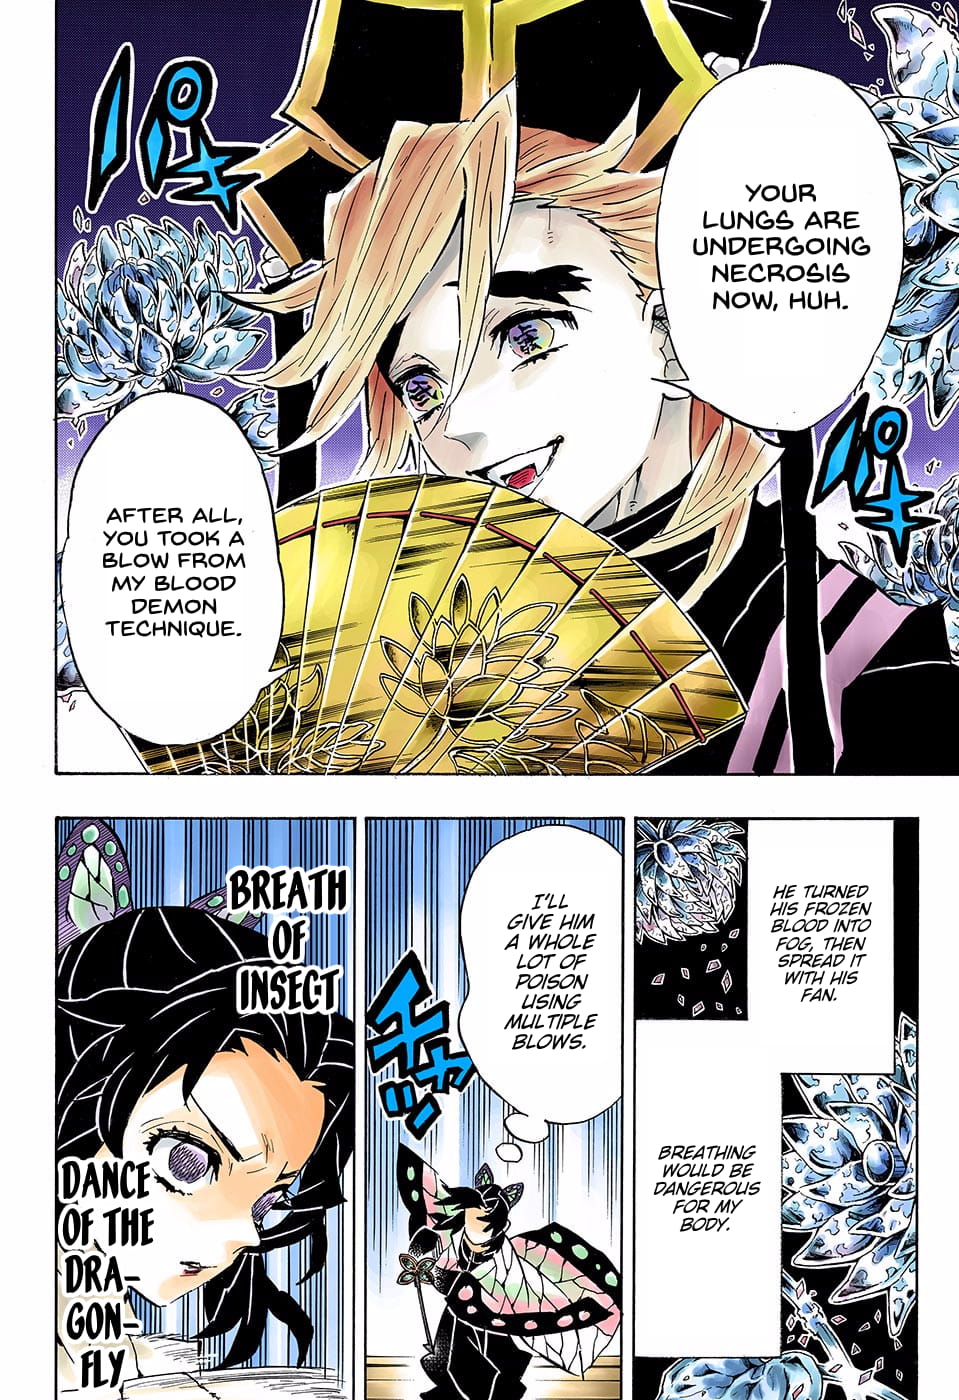 YOUR
LUNGS ARE
UNDERGOING
NECROSIS
NOW, HUH.
パキ
パキ
AFTER ALL,
YOU TOOK A
BLOW FROM
MY BLOOD
DEMON
TECHNIQUE.
HE TURNED
HIS FROZEN
BLOOD INTO
FOG, THEN
SPREAD IT
WITH HIS
FAN.
BREATHING
WOULD BE
DANGEROUS
FOR MY
BODY.
I'LL
GIVE HIM
A WHOLE
LOT OF
POISON
USING
MULTIPLE
BLOWS.
チャッ
BREATH
OF
INSECT
DANCE
OF THE
DRA-
GON-
FLY